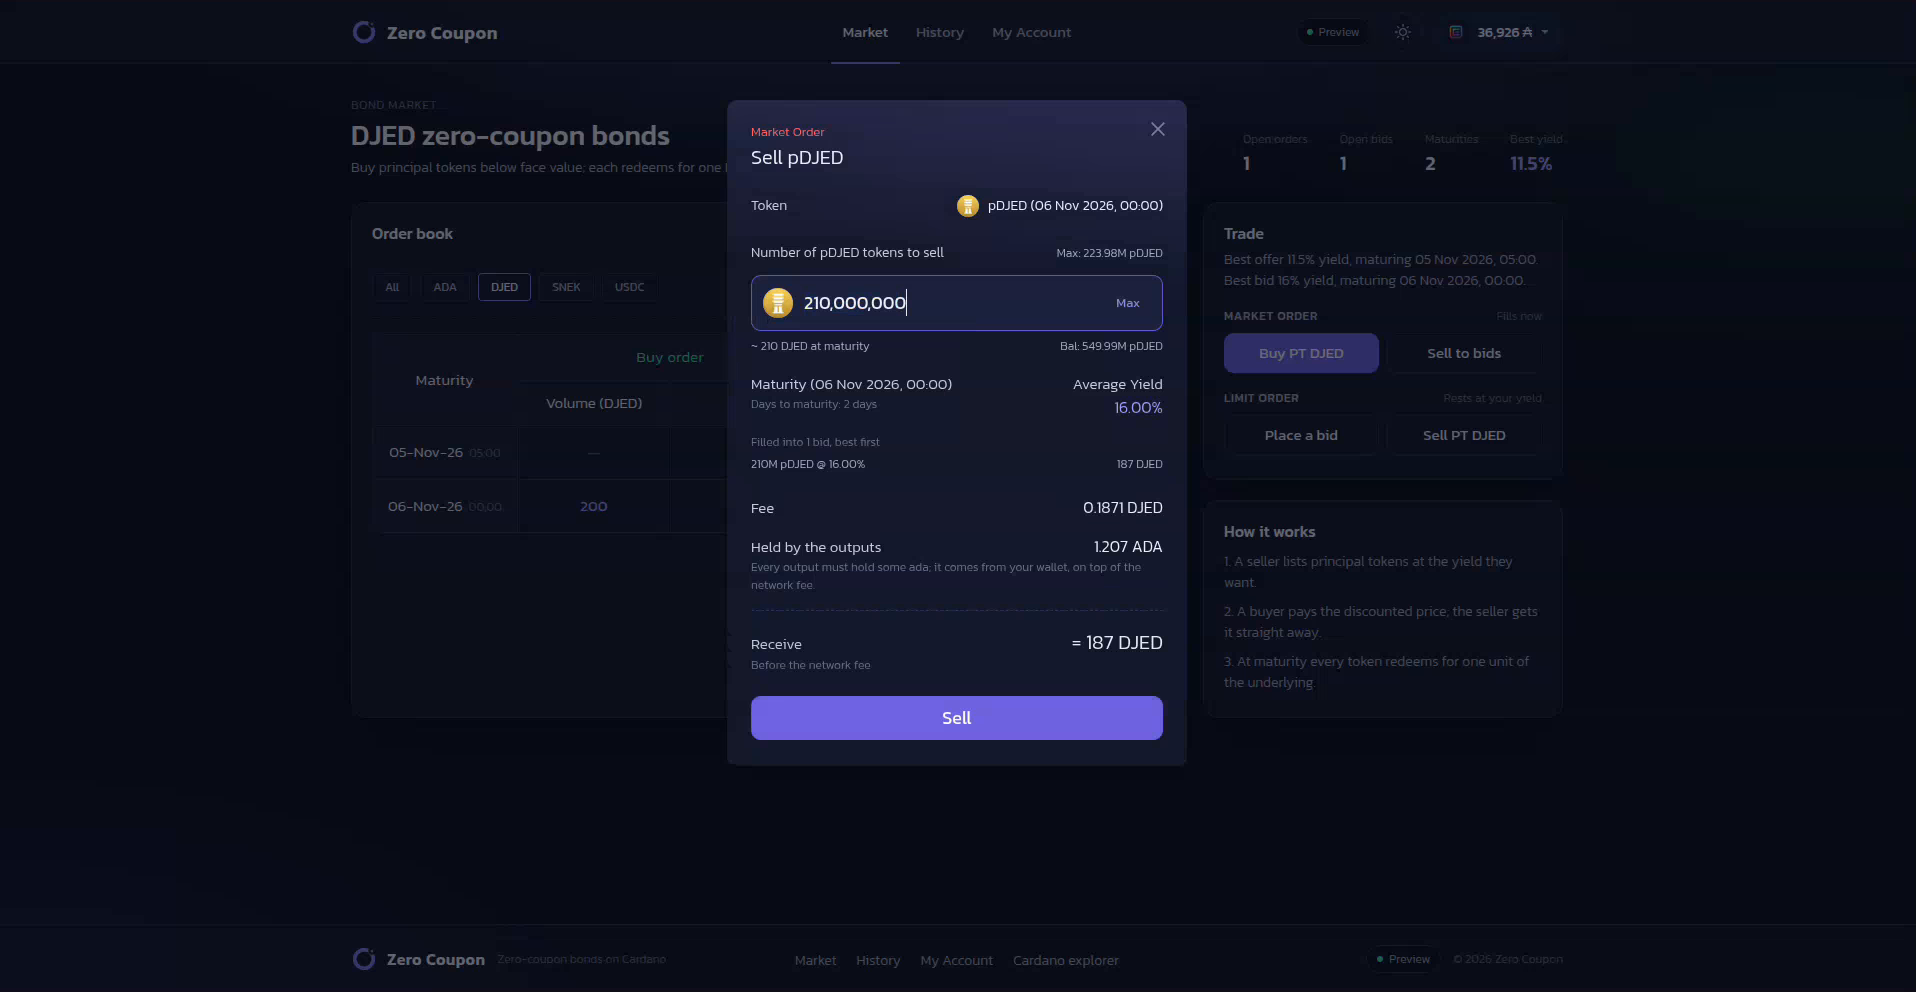 Zero Coupon
Market
History
My Account
Preview
36,926 ₳
BOND MARKET
DJED zero-coupon bonds
Buy principal tokens below face value: each redeems for one
Open orders
1
Open bids
1
Maturities
2
Best yield
11.5%
Order book
All
ADA
DJED
SNEK
USDC
Maturity
Buy order
Volume (DJED)
05-Nov-26 05:00
—
06-Nov-26 00:00
200
Market Order
Sell pDJED
Token
pDJED (06 Nov 2026, 00:00)
Number of pDJED tokens to sell
Max: 223.98M pDJED
210,000,000
Max
~ 210 DJED at maturity
Bal: 549.99M pDJED
Maturity (06 Nov 2026, 00:00)
Average Yield
Days to maturity: 2 days
16.00%
Filled into 1 bid, best first
210M pDJED @ 16.00%
187 DJED
Fee
0.1871 DJED
Held by the outputs
1.207 ADA
Every output must hold some ada; it comes from your wallet, on top of the
network fee.
Receive
= 187 DJED
Before the network fee
Sell
Trade
Best offer 11.5% yield, maturing 05 Nov 2026, 05:00.
Best bid 16% yield, maturing 06 Nov 2026, 00:00.
MARKET ORDER
Fills now
Buy PT DJED
Sell to bids
LIMIT ORDER
Rests at your yield
Place a bid
Sell PT DJED
How it works
1. A seller lists principal tokens at the yield they
want.
2. A buyer pays the discounted price; the seller gets
it straight away.
3. At maturity every token redeems for one unit of
the underlying.
Zero Coupon
Zero-coupon bonds on Cardano
Market
History
My Account
Cardano explorer
Preview
© 2026 Zero Coupon